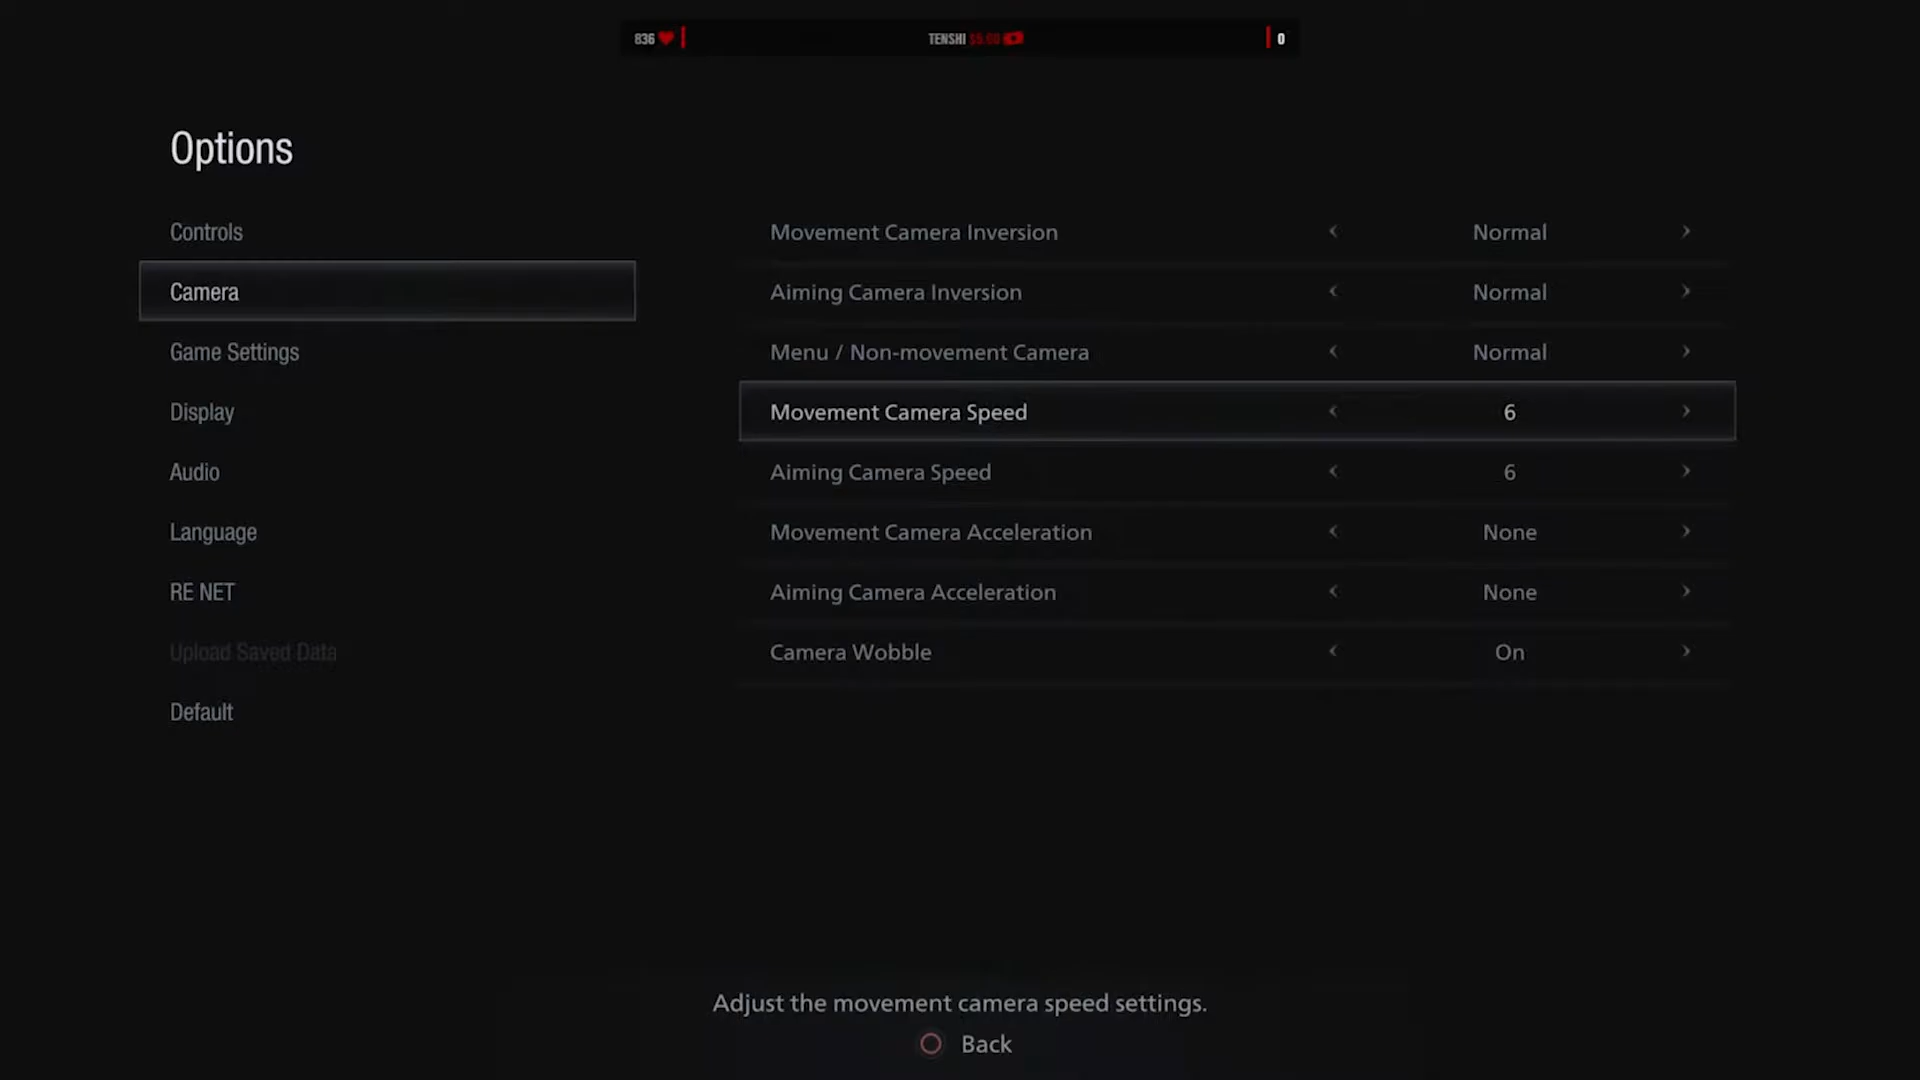 836
TENSHI $5.00
0
Options
Controls
Camera
Game Settings
Display
Audio
Language
RE NET
Upload Saved Data
Default
Movement Camera Inversion Normal
Aiming Camera Inversion Normal
Menu / Non-movement Camera Normal
Movement Camera Speed 6
Aiming Camera Speed 6
Movement Camera Acceleration None
Aiming Camera Acceleration None
Camera Wobble On
Adjust the movement camera speed settings.
Back